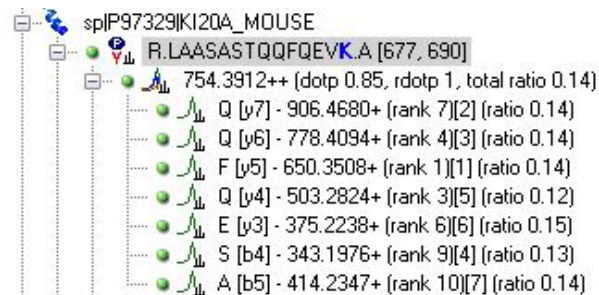 sp|P97329|KI20A_MOUSE
R.LAASASTQQFQEVK.A [677, 690]
754.3912++ (dotp 0.85, rdotp 1, total ratio 0.14)
Q [y7] - 906.4680+ (rank 7)[2] (ratio 0.14)
Q [y6] - 778.4094+ (rank 4)[3] (ratio 0.14)
F [y5] - 650.3508+ (rank 1)[1] (ratio 0.14)
Q [y4] - 503.2824+ (rank 3)[5] (ratio 0.12)
E [y3] - 375.2238+ (rank 6)[6] (ratio 0.15)
S [b4] - 343.1976+ (rank 9)[4] (ratio 0.13)
A [b5] - 414.2347+ (rank 10)[7] (ratio 0.14)